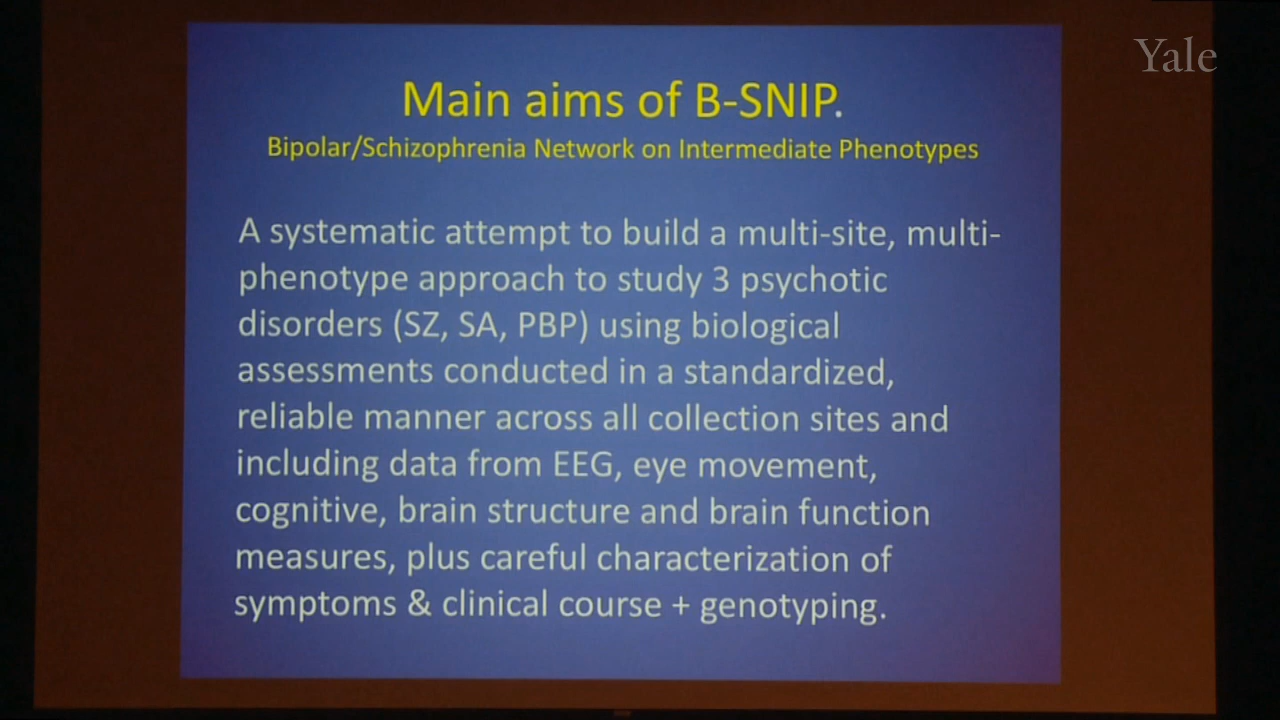 Yale
Main aims of B-SNIP.
Bipolar/Schizophrenia Network on Intermediate Phenotypes
A systematic attempt to build a multi-site, multi-
phenotype approach to study 3 psychotic
disorders (SZ, SA, PBP) using biological
assessments conducted in a standardized,
reliable manner across all collection sites and
including data from EEG, eye movement,
cognitive, brain structure and brain function
measures, plus careful characterization of
symptoms & clinical course + genotyping.